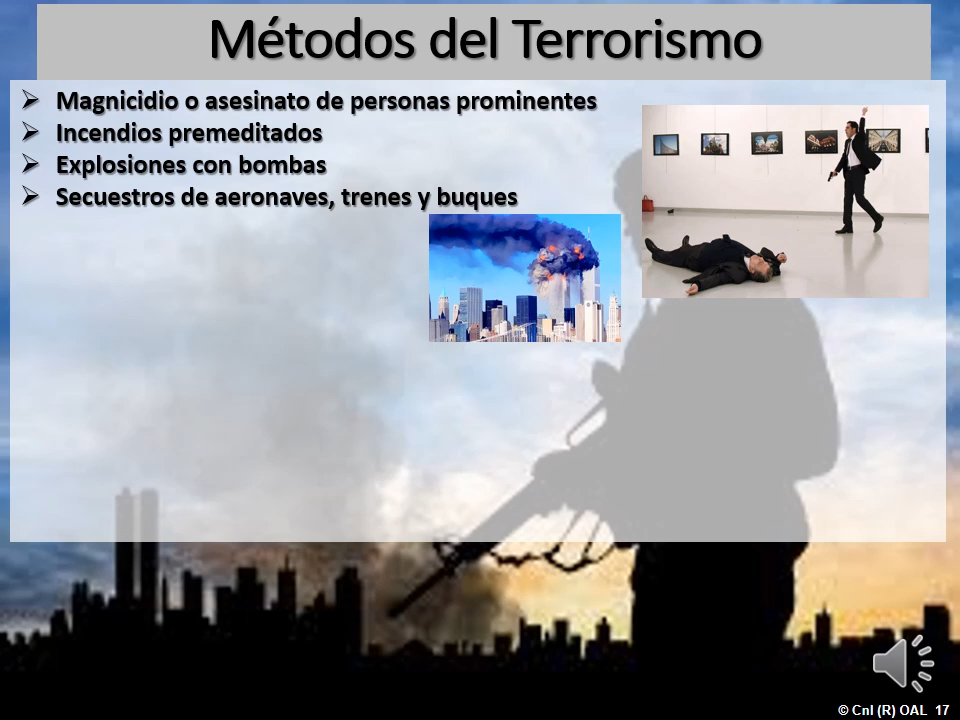 Métodos del Terrorismo
➢ Magnicidio o asesinato de personas prominentes
➢ Incendios premeditados
➢ Explosiones con bombas
➢ Secuestros de aeronaves, trenes y buques
© Cnl (R) OAL 17